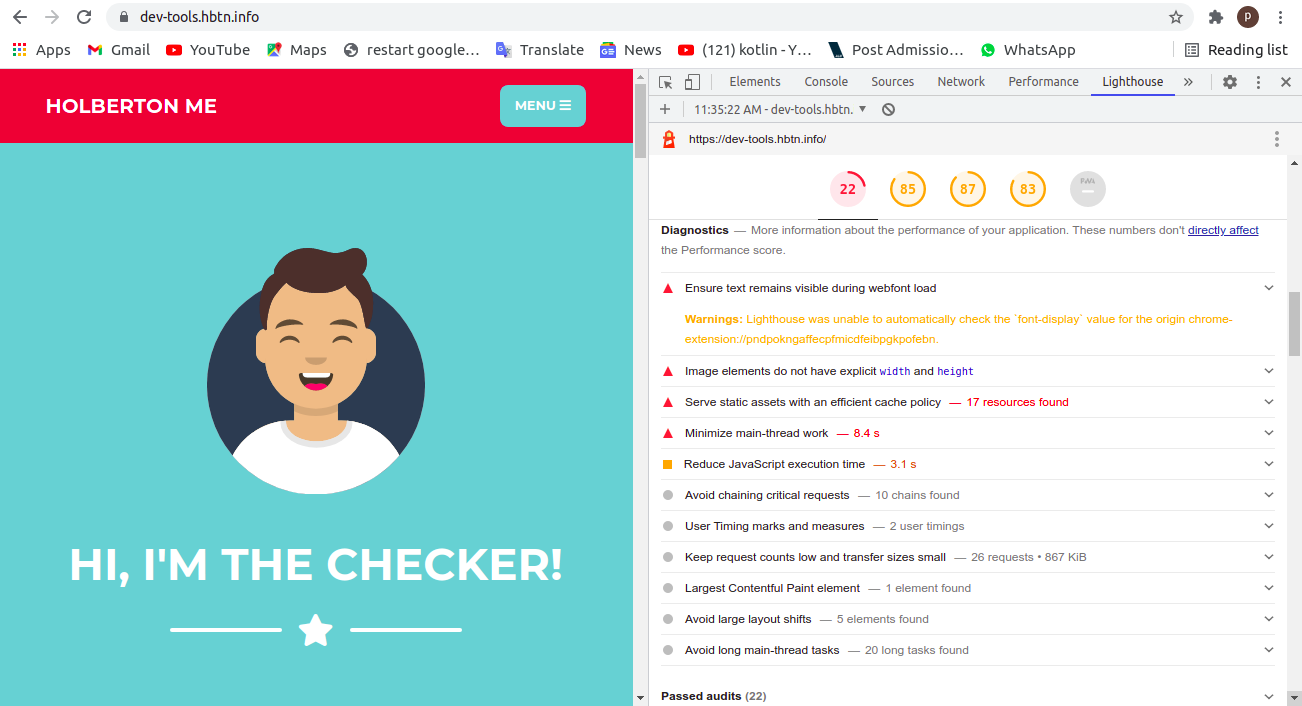 dev-tools.hbtn.info
P
Apps Gmail YouTube Maps restart google... Translate News (121) kotlin - Y... Post Admissio... WhatsApp Reading list
HOLBERTON ME
MENU
HI, I'M THE CHECKER!
Elements Console Sources Network Performance Lighthouse »
11:35:22 AM - dev-tools.hbtn.
https://dev-tools.hbtn.info/
22 85 87 83 PWA
Diagnostics — More information about the performance of your application. These numbers don't directly affect
the Performance score.
Ensure text remains visible during webfont load
Warnings: Lighthouse was unable to automatically check the `font-display` value for the origin chrome-
extension://pndpokngaffecpfmicdfeibpgkpofebn.
Image elements do not have explicit width and height
Serve static assets with an efficient cache policy — 17 resources found
Minimize main-thread work — 8.4 s
Reduce JavaScript execution time — 3.1 s
Avoid chaining critical requests — 10 chains found
User Timing marks and measures — 2 user timings
Keep request counts low and transfer sizes small — 26 requests • 867 KiB
Largest Contentful Paint element — 1 element found
Avoid large layout shifts — 5 elements found
Avoid long main-thread tasks — 20 long tasks found
Passed audits (22)